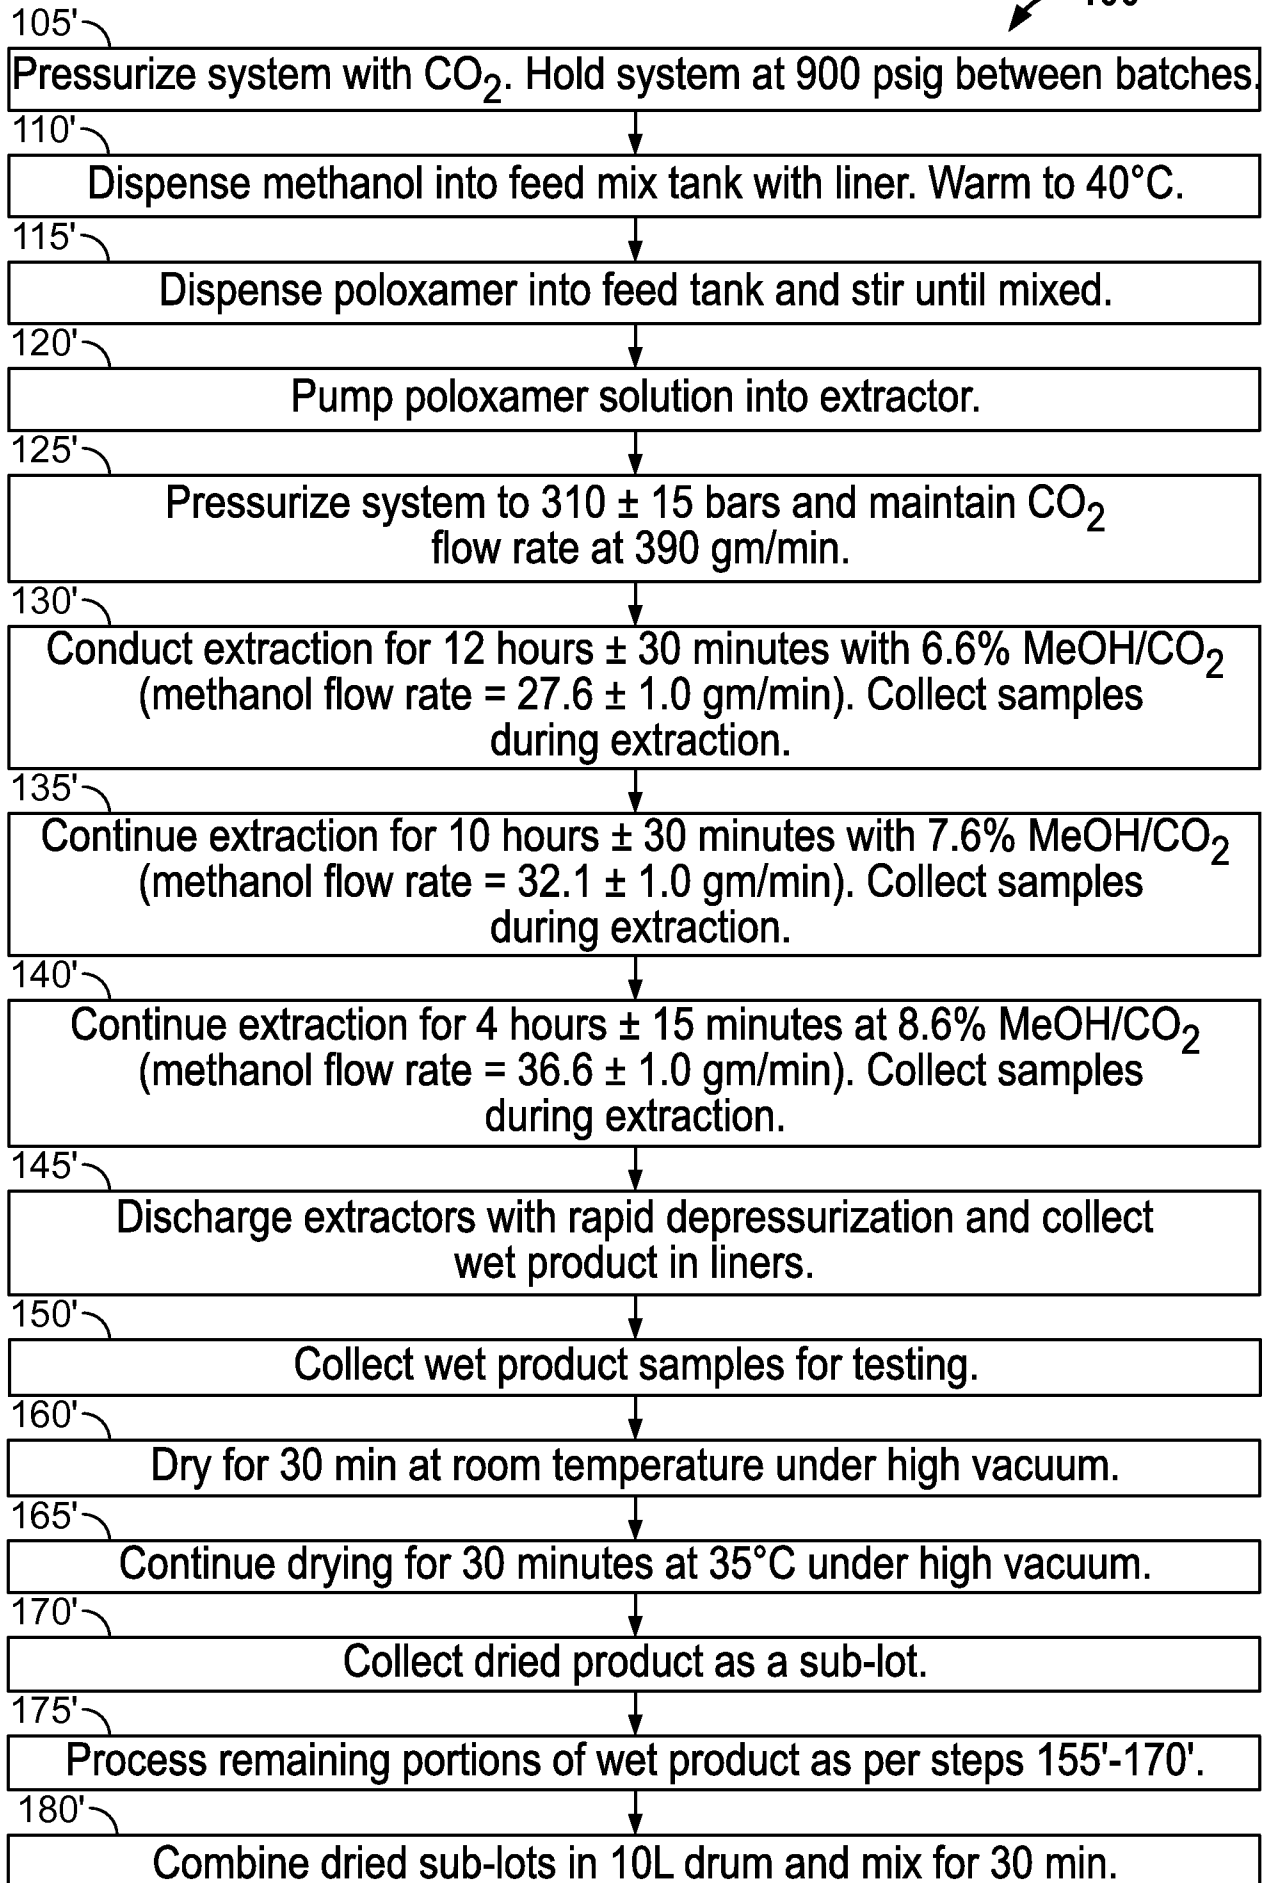 105'
Pressurize system with CO₂. Hold system at 900 psig between batches.
110'
Dispense methanol into feed mix tank with liner. Warm to 40°C.
115'
Dispense poloxamer into feed tank and stir until mixed.
120'
Pump poloxamer solution into extractor.
125'
Pressurize system to 310 ± 15 bars and maintain CO₂
flow rate at 390 gm/min.
130'
Conduct extraction for 12 hours ± 30 minutes with 6.6% MeOH/CO₂
(methanol flow rate = 27.6 ± 1.0 gm/min). Collect samples
during extraction.
135'
Continue extraction for 10 hours ± 30 minutes with 7.6% MeOH/CO₂
(methanol flow rate = 32.1 ± 1.0 gm/min). Collect samples
during extraction.
140'
Continue extraction for 4 hours ± 15 minutes at 8.6% MeOH/CO₂
(methanol flow rate = 36.6 ± 1.0 gm/min). Collect samples
during extraction.
145'
Discharge extractors with rapid depressurization and collect
wet product in liners.
150'
Collect wet product samples for testing.
160'
Dry for 30 min at room temperature under high vacuum.
165'
Continue drying for 30 minutes at 35°C under high vacuum.
170'
Collect dried product as a sub-lot.
175'
Process remaining portions of wet product as per steps 155'-170'.
180'
Combine dried sub-lots in 10L drum and mix for 30 min.